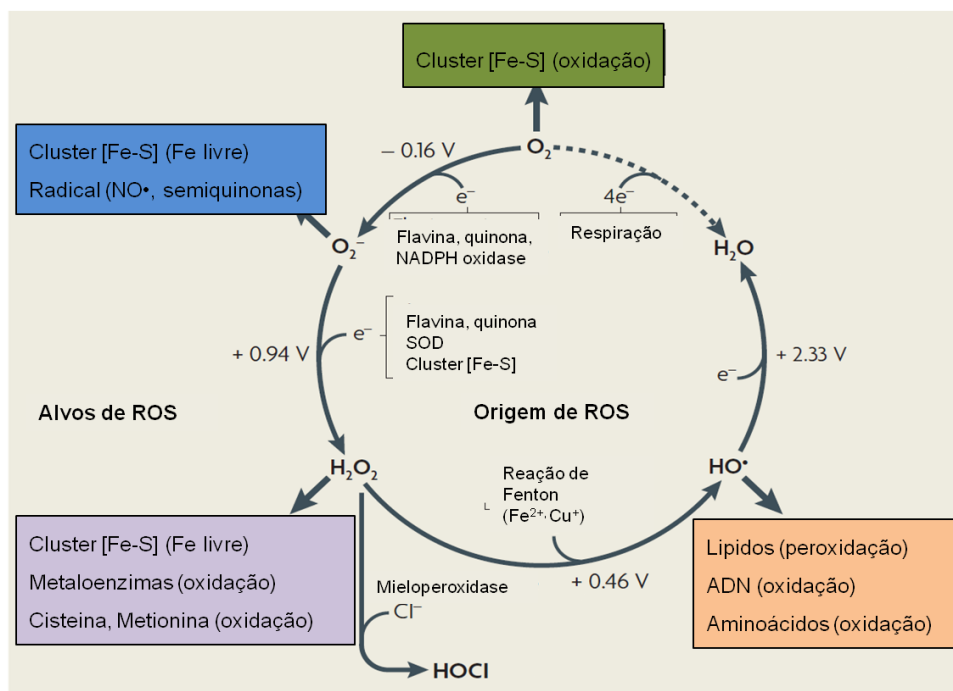 Cluster [Fe-S] (oxidação)
Cluster [Fe-S] (Fe livre)
Radical (NO•, semiquinonas)
– 0.16 V
O₂
e⁻
4e⁻
Flavina, quinona,
NADPH oxidase
Respiração
O₂⁻
H₂O
+ 0.94 V
e⁻
Flavina, quinona
SOD
Cluster [Fe-S]
+ 2.33 V
e⁻
Alvos de ROS
Origem de ROS
H₂O₂
HO•
Reação de
Fenton
(Fe²⁺, Cu⁺)
+ 0.46 V
Cluster [Fe-S] (Fe livre)
Metaloenzimas (oxidação)
Cisteina, Metionina (oxidação)
Mieloperoxidase
Cl⁻
HOCl
Lipidos (peroxidação)
ADN (oxidação)
Aminoácidos (oxidação)